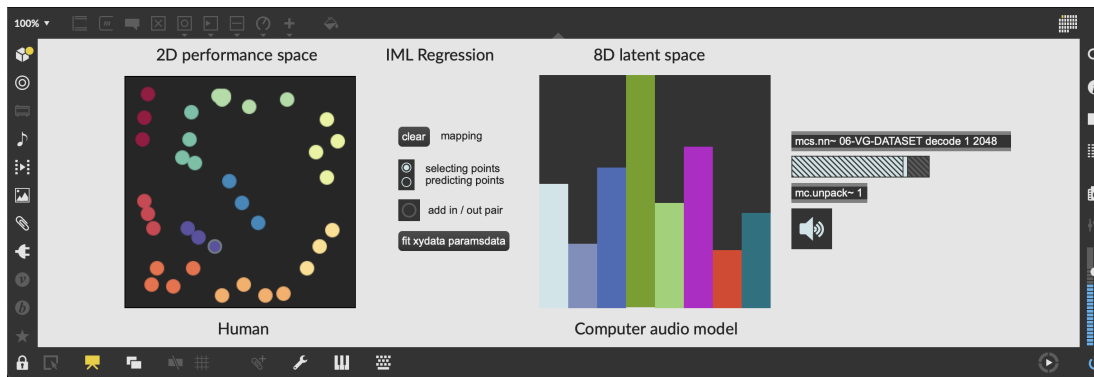 100% ▼
2D performance space
IML Regression
8D latent space
clear
mapping
selecting points
predicting points
add in / out pair
fit xydata paramsdata
mcs.nn~ 06-VG-DATASET decode 1 2048
mc.unpack~ 1
Human
Computer audio model